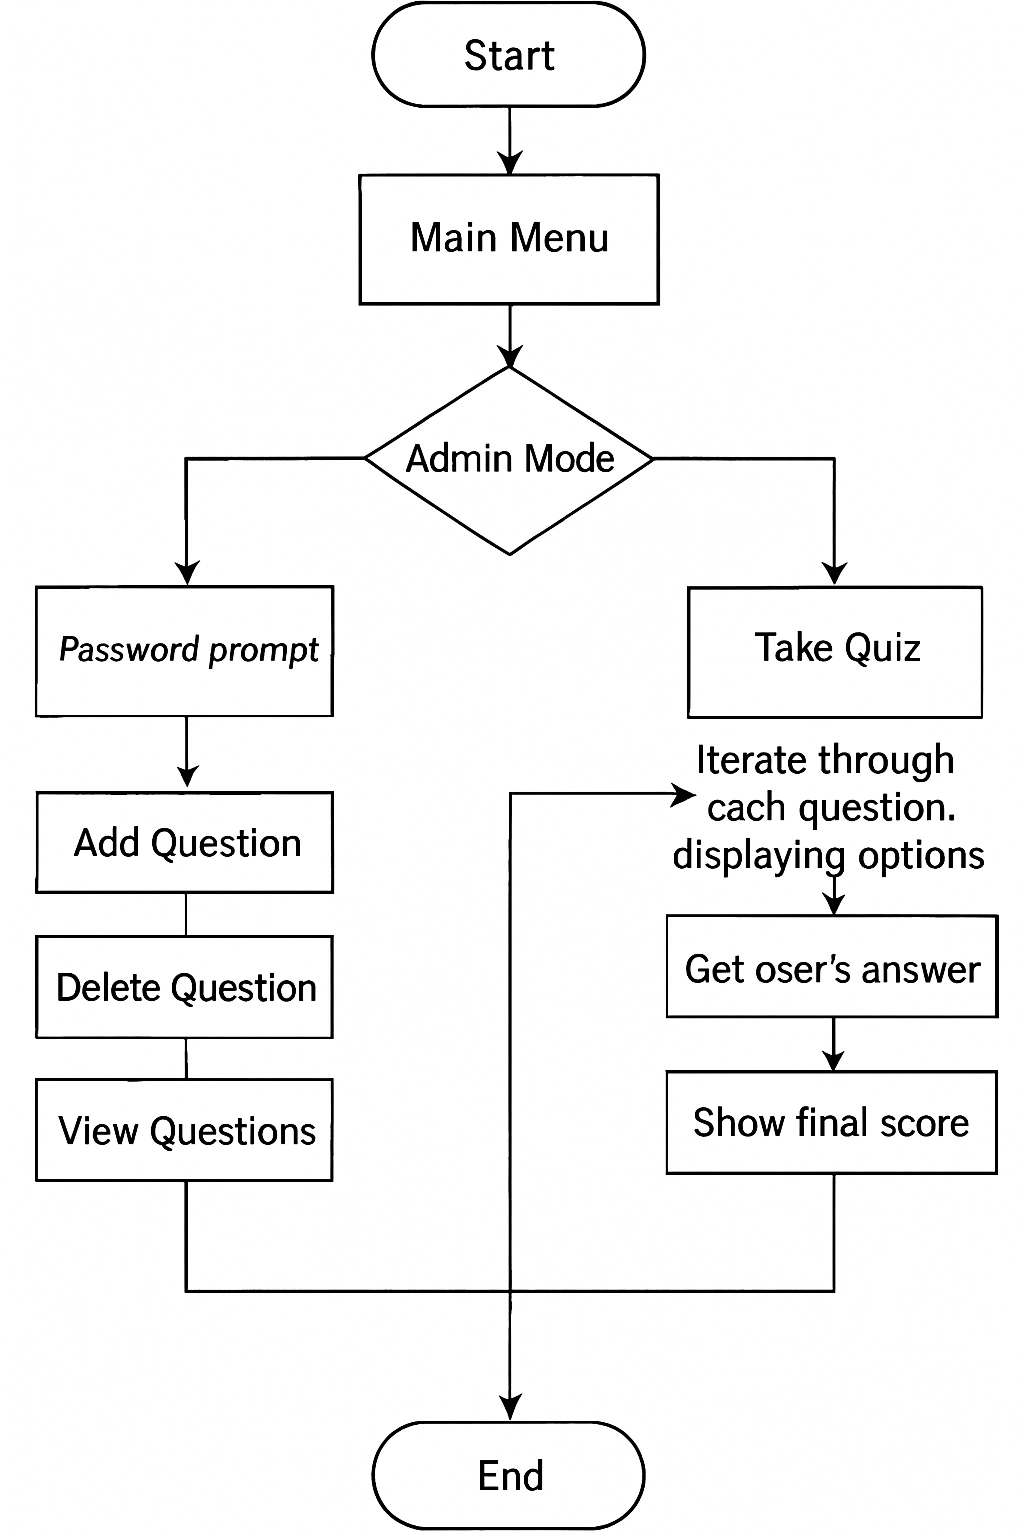 Start
Main Menu
Admin Mode
Password prompt
Take Quiz
Iterate through
cach question.
displaying options
Add Question
Get oser's answer
Delete Question
Show final score
View Questions
End